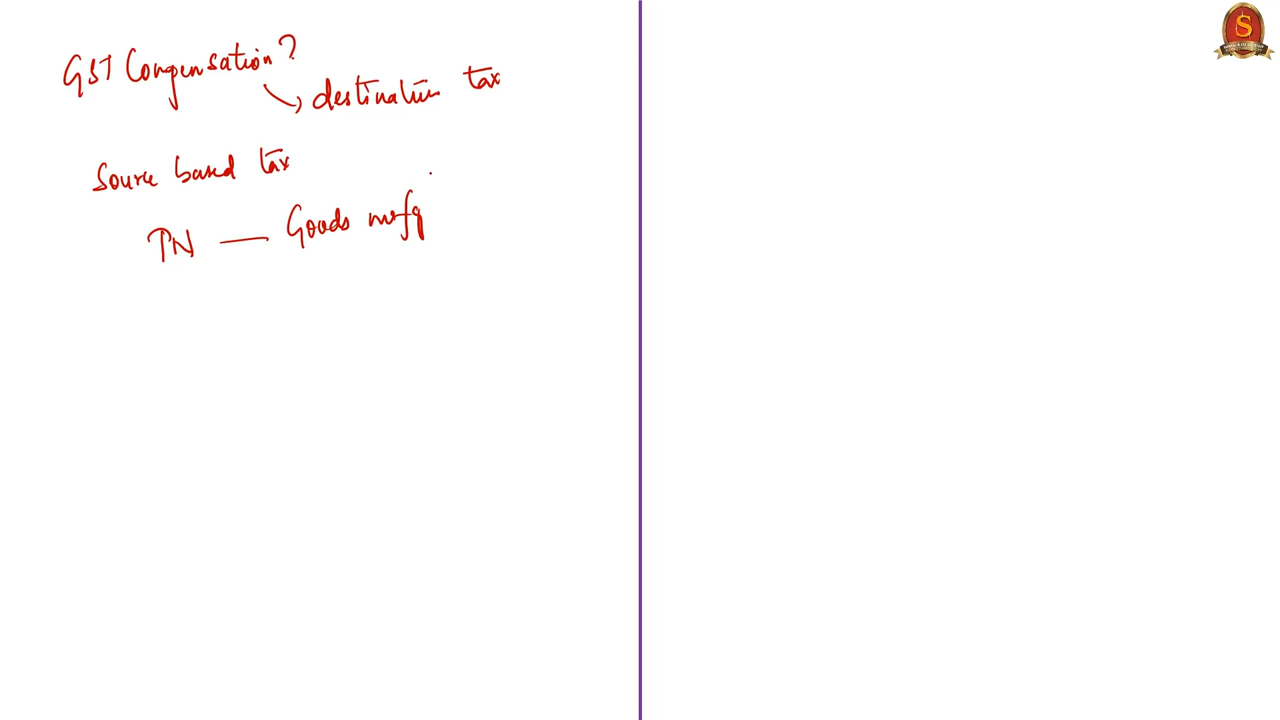 GST Compensation?
→ destination tax
Source based tax
TN — Goods mfg
S